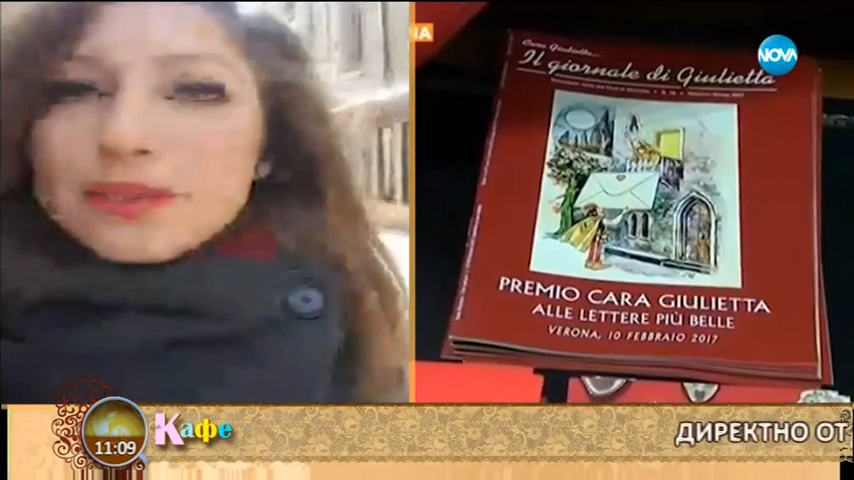 IA
NOVA
Cara Giulietta...
Il giornale di Giulietta
PREMIO CARA GIULIETTA
ALLE LETTERE PIÙ BELLE
VERONA, 10 FEBBRAIO 2017
11:09
Кафе
ДИРЕКТНО ОТ